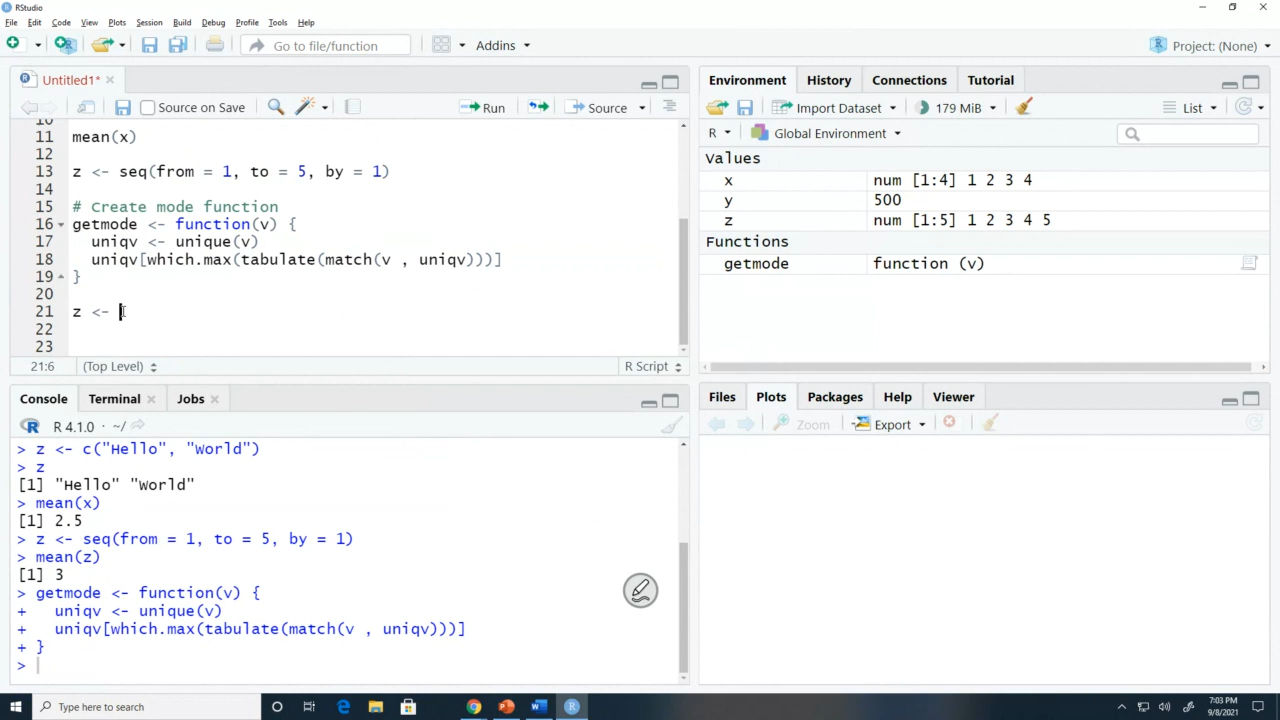 RStudio
File Edit Code View Plots Session Build Debug Profile Tools Help
Go to file/function Addins Project: (None)
Untitled1*
Source on Save Run Source
10
11 mean(x)
12
13 z <- seq(from = 1, to = 5, by = 1)
14
15 # Create mode function
16 getmode <- function(v) {
17 uniqv <- unique(v)
18 uniqv[which.max(tabulate(match(v , uniqv)))]
19 }
20
21 z <-
22
23
21:6 (Top Level) R Script
Console Terminal Jobs
R 4.1.0 · ~/
> z <- c("Hello", "World")
> z
[1] "Hello" "World"
> mean(x)
[1] 2.5
> z <- seq(from = 1, to = 5, by = 1)
> mean(z)
[1] 3
> getmode <- function(v) {
+ uniqv <- unique(v)
+ uniqv[which.max(tabulate(match(v , uniqv)))]
+ }
>
Environment History Connections Tutorial
Import Dataset 179 MiB List
R Global Environment
Values
x num [1:4] 1 2 3 4
y 500
z num [1:5] 1 2 3 4 5
Functions
getmode function (v)
Files Plots Packages Help Viewer
Zoom Export
Type here to search
7:03 PM
9/8/2021